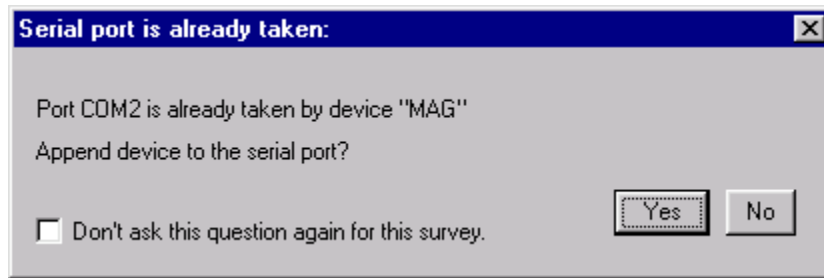 Serial port is already taken:
Port COM2 is already taken by device "MAG"
Append device to the serial port?
Yes No
Don't ask this question again for this survey.